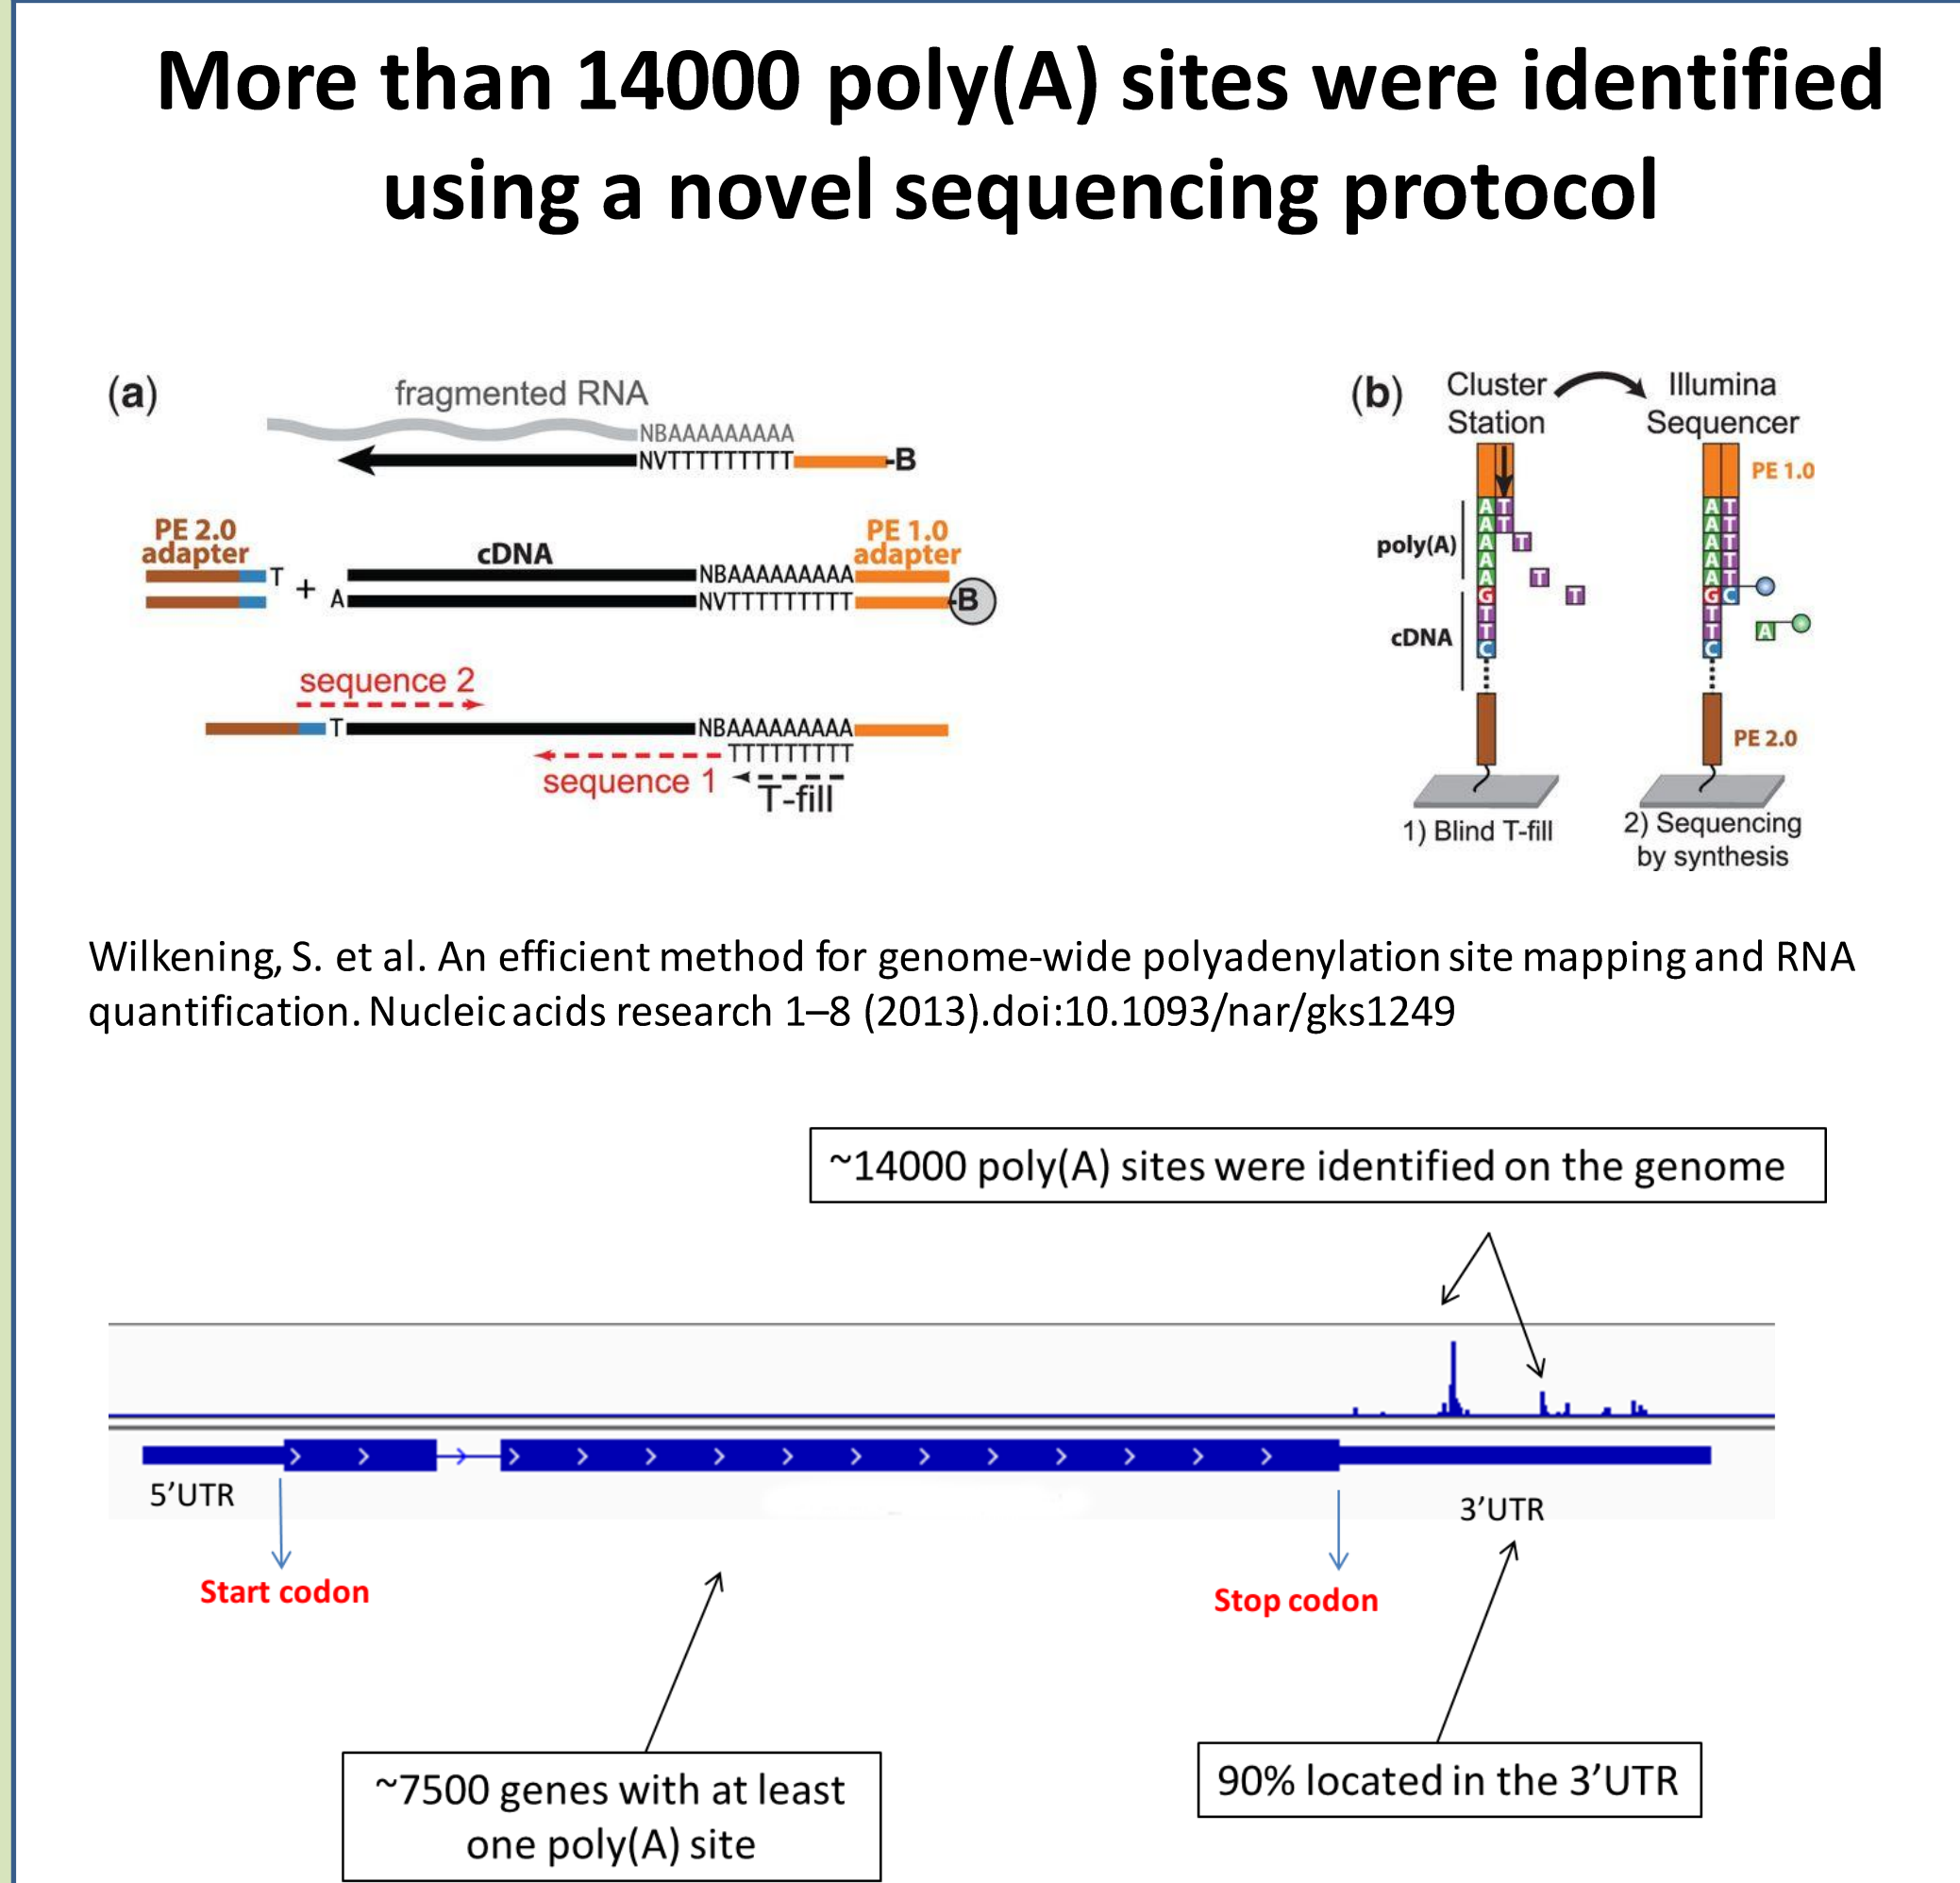 More than 14000 poly(A) sites were identified
using a novel sequencing protocol
(a)
fragmented RNA
NBAAAAAAAAA
NVTTTTTTTTT
-B
PE 2.0
adapter
cDNA
PE 1.0
adapter
T
+
A
NBAAAAAAAAA
NVTTTTTTTTT
-B
sequence 2
T
NBAAAAAAAAA
TTTTTTTTT
sequence 1
T-fill
(b)
Cluster
Station
Illumina
Sequencer
PE 1.0
poly(A)
cDNA
A T
A T
A T
A
A T
G T
T
T
C
A T
A T
A T
A T
A T
G C
T
T A
C
PE 2.0
1) Blind T-fill
2) Sequencing
by synthesis
Wilkening, S. et al. An efficient method for genome-wide polyadenylation site mapping and RNA
quantification. Nucleic acids research 1–8 (2013).doi:10.1093/nar/gks1249
~14000 poly(A) sites were identified on the genome
5’UTR
3’UTR
Start codon
Stop codon
~7500 genes with at least
one poly(A) site
90% located in the 3’UTR